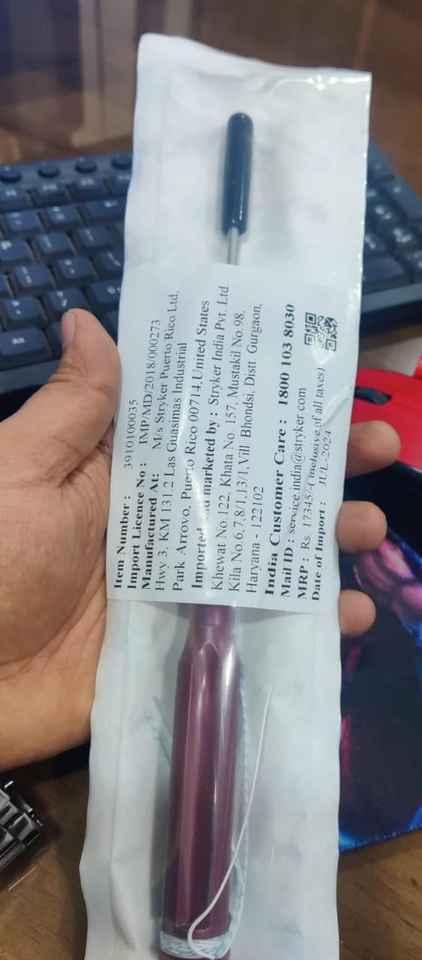 Item Number : 3910100035
Import Licence No : IMP/MD/2018/000273
Manufactured At: M/s Stryker Puerto Rico Ltd.
Hwy 3, KM 131.2 Las Guasimas Industrial
Park Arroyo, Puerto Rico 00714,United States
Imported and marketed by : Stryker India Pvt. Ltd
Khewat No.122, Khata No. 157, Mustakil No.98,
Kila No.6,7,8/1,13/1,Vill Bhondsi, Distt Gurgaon,
Haryana - 122102
India Customer Care : 1800 103 8030
Mail ID : service.india@stryker.com
MRP : Rs 17345/-(inclusive of all taxes)
Date of Import : JUL-2024